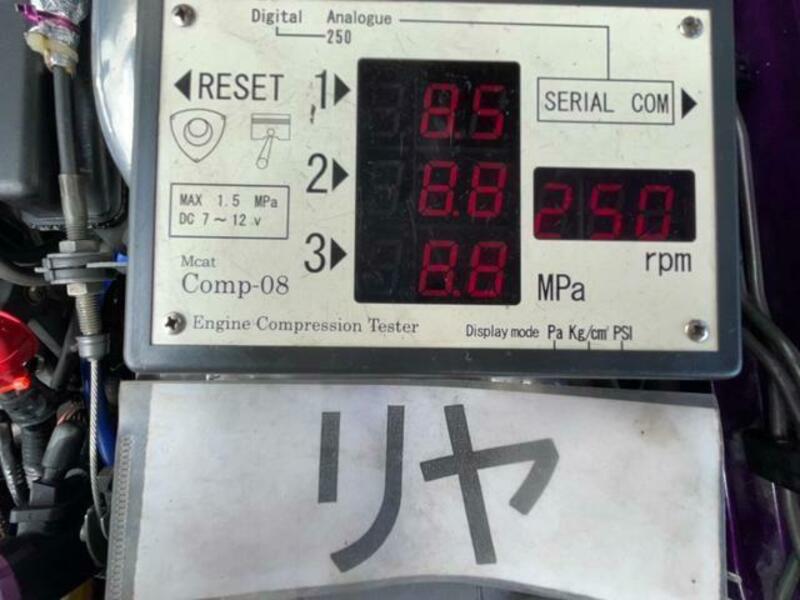 Digital Analogue
250
RESET
1
8.5
SERIAL COM
2
8.8
250
MAX 1.5 MPa
DC 7～12 v
3
8.8
rpm
Mcat
Comp-08
MPa
Engine Compression Tester
Display mode Pa Kg/cm² PSI
リヤ